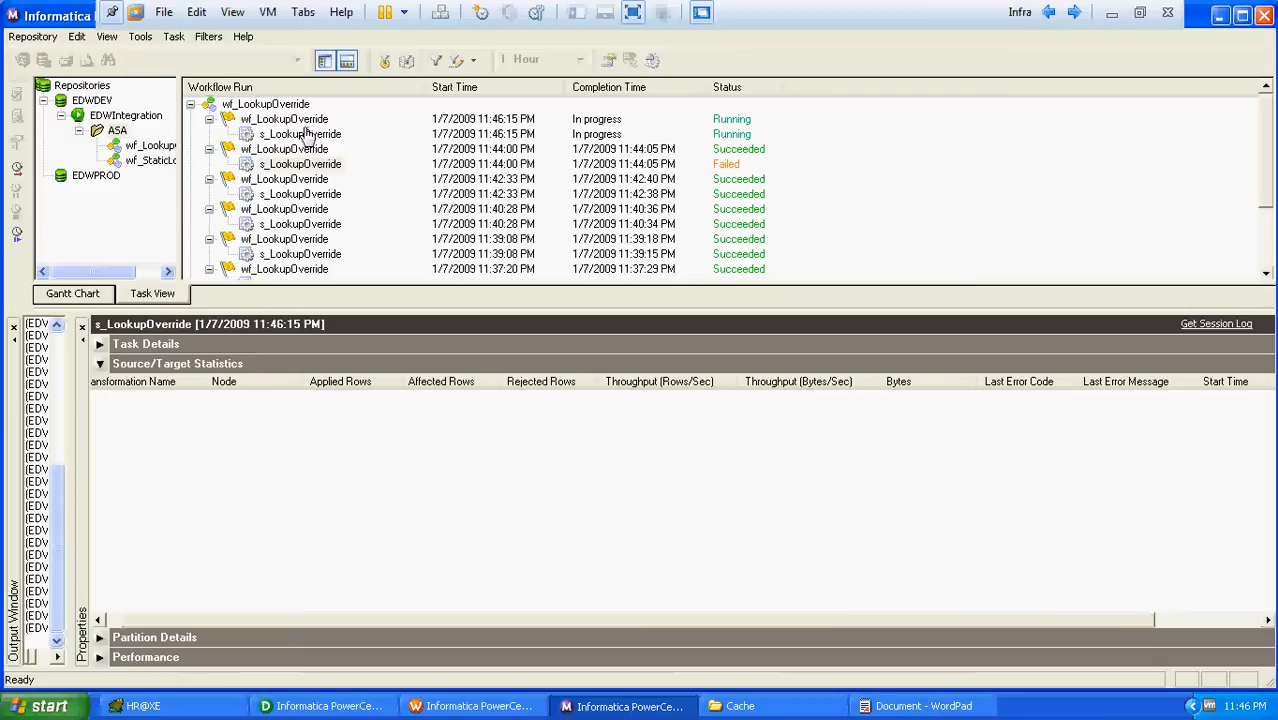 Informatica
File Edit View VM Tabs Help
Infra
Repository Edit View Tools Task Filters Help
1 Hour
Repositories
EDWDEV
EDWIntegration
ASA
wf_Lookup
wf_StaticLo
EDWPROD
Workflow Run Start Time Completion Time Status
wf_LookupOverride
wf_LookupOverride 1/7/2009 11:46:15 PM In progress Running
s_LookupOverride 1/7/2009 11:46:15 PM In progress Running
wf_LookupOverride 1/7/2009 11:44:00 PM 1/7/2009 11:44:05 PM Succeeded
s_LookupOverride 1/7/2009 11:44:00 PM 1/7/2009 11:44:05 PM Failed
wf_LookupOverride 1/7/2009 11:42:33 PM 1/7/2009 11:42:40 PM Succeeded
s_LookupOverride 1/7/2009 11:42:33 PM 1/7/2009 11:42:38 PM Succeeded
wf_LookupOverride 1/7/2009 11:40:28 PM 1/7/2009 11:40:36 PM Succeeded
s_LookupOverride 1/7/2009 11:40:28 PM 1/7/2009 11:40:34 PM Succeeded
wf_LookupOverride 1/7/2009 11:39:08 PM 1/7/2009 11:39:18 PM Succeeded
s_LookupOverride 1/7/2009 11:39:08 PM 1/7/2009 11:39:15 PM Succeeded
wf_LookupOverride 1/7/2009 11:37:20 PM 1/7/2009 11:37:29 PM Succeeded
Gantt Chart Task View
s_LookupOverride [1/7/2009 11:46:15 PM] Get Session Log
Task Details
Source/Target Statistics
ansformation Name Node Applied Rows Affected Rows Rejected Rows Throughput (Rows/Sec) Throughput (Bytes/Sec) Bytes Last Error Code Last Error Message Start Time
Partition Details
Performance
Output Window
Properties
Ready
start HR@XE Informatica PowerCe... Informatica PowerCe... Informatica PowerCe... Cache Document - WordPad 11:46 PM